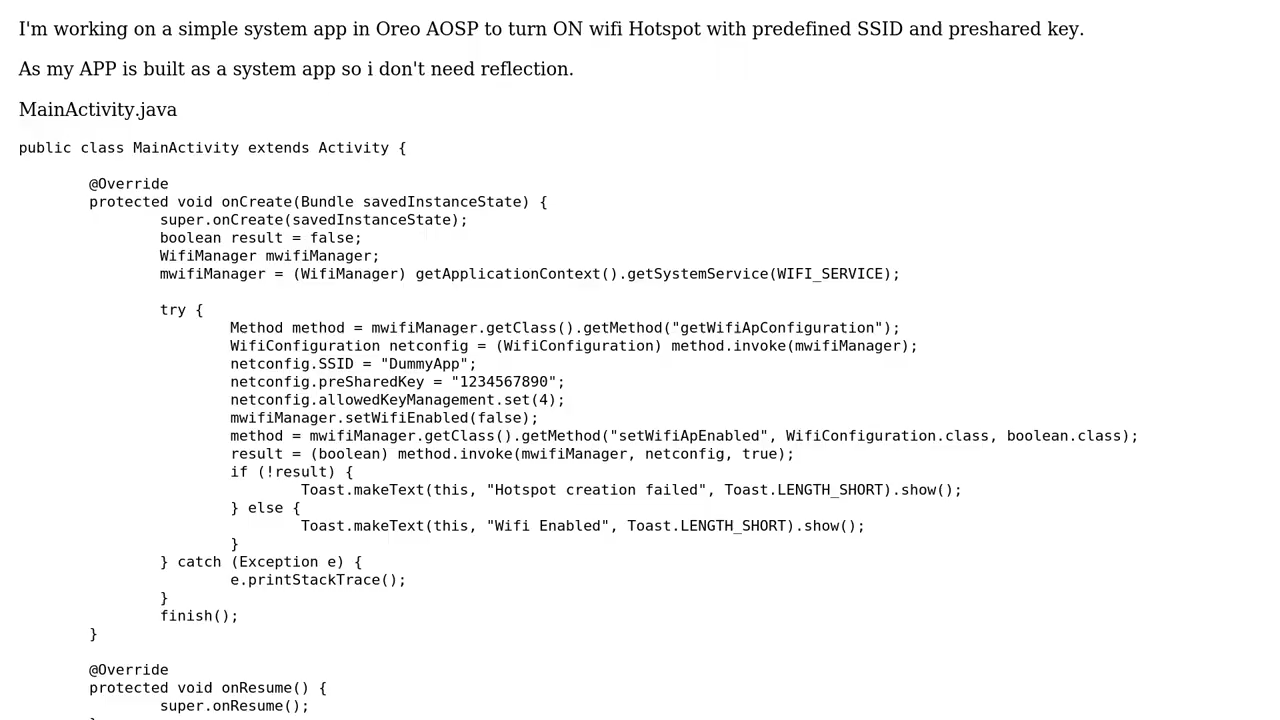 I'm working on a simple system app in Oreo AOSP to turn ON wifi Hotspot with predefined SSID and preshared key.
As my APP is built as a system app so i don't need reflection.
MainActivity.java
public class MainActivity extends Activity {
@Override
protected void onCreate(Bundle savedInstanceState) {
super.onCreate(savedInstanceState);
boolean result = false;
WifiManager mwifiManager;
mwifiManager = (WifiManager) getApplicationContext().getSystemService(WIFI_SERVICE);
try {
Method method = mwifiManager.getClass().getMethod("getWifiApConfiguration");
WifiConfiguration netconfig = (WifiConfiguration) method.invoke(mwifiManager);
netconfig.SSID = "DummyApp";
netconfig.preSharedKey = "1234567890";
netconfig.allowedKeyManagement.set(4);
mwifiManager.setWifiEnabled(false);
method = mwifiManager.getClass().getMethod("setWifiApEnabled", WifiConfiguration.class, boolean.class);
result = (boolean) method.invoke(mwifiManager, netconfig, true);
if (!result) {
Toast.makeText(this, "Hotspot creation failed", Toast.LENGTH_SHORT).show();
} else {
Toast.makeText(this, "Wifi Enabled", Toast.LENGTH_SHORT).show();
}
} catch (Exception e) {
e.printStackTrace();
}
finish();
}
@Override
protected void onResume() {
super.onResume();